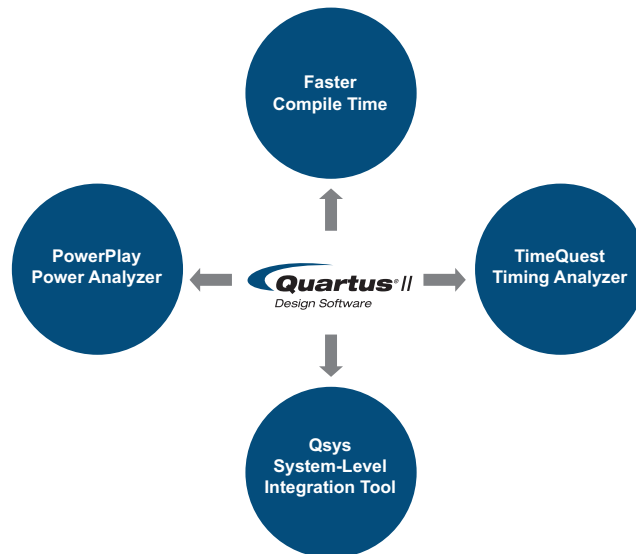 Faster
Compile Time
PowerPlay
Power Analyzer
Quartus® II
Design Software
TimeQuest
Timing Analyzer
Qsys
System-Level
Integration Tool